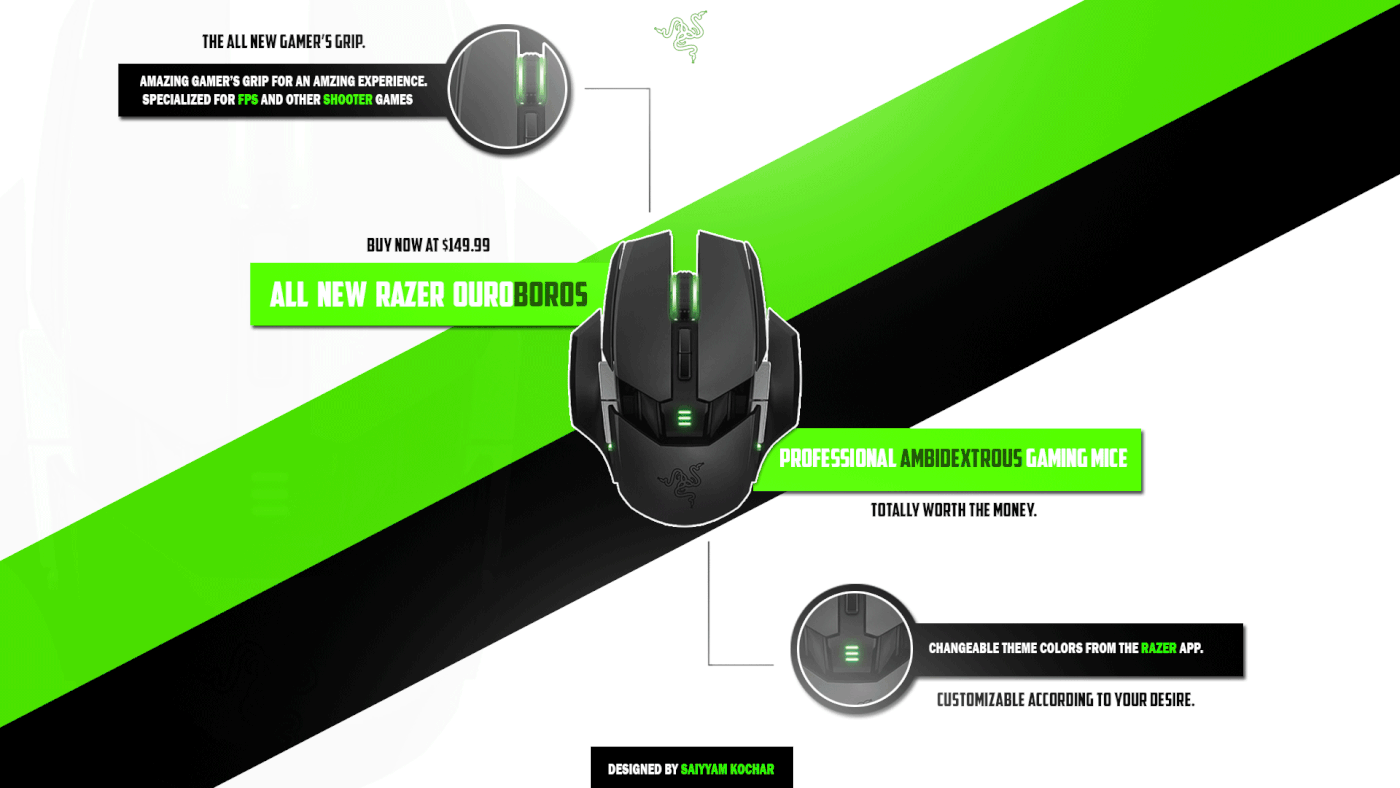 THE ALL NEW GAMER'S GRIP.
AMAZING GAMER'S GRIP FOR AN AMZING EXPERIENCE.
SPECIALIZED FOR FPS AND OTHER SHOOTER GAMES
BUY NOW AT $149.99
ALL NEW RAZER OUROBOROS
PROFESSIONAL AMBIDEXTROUS GAMING MICE
TOTALLY WORTH THE MONEY.
CHANGEABLE THEME COLORS FROM THE RAZER APP.
CUSTOMIZABLE ACCORDING TO YOUR DESIRE.
DESIGNED BY SAIYYAM KOCHAR